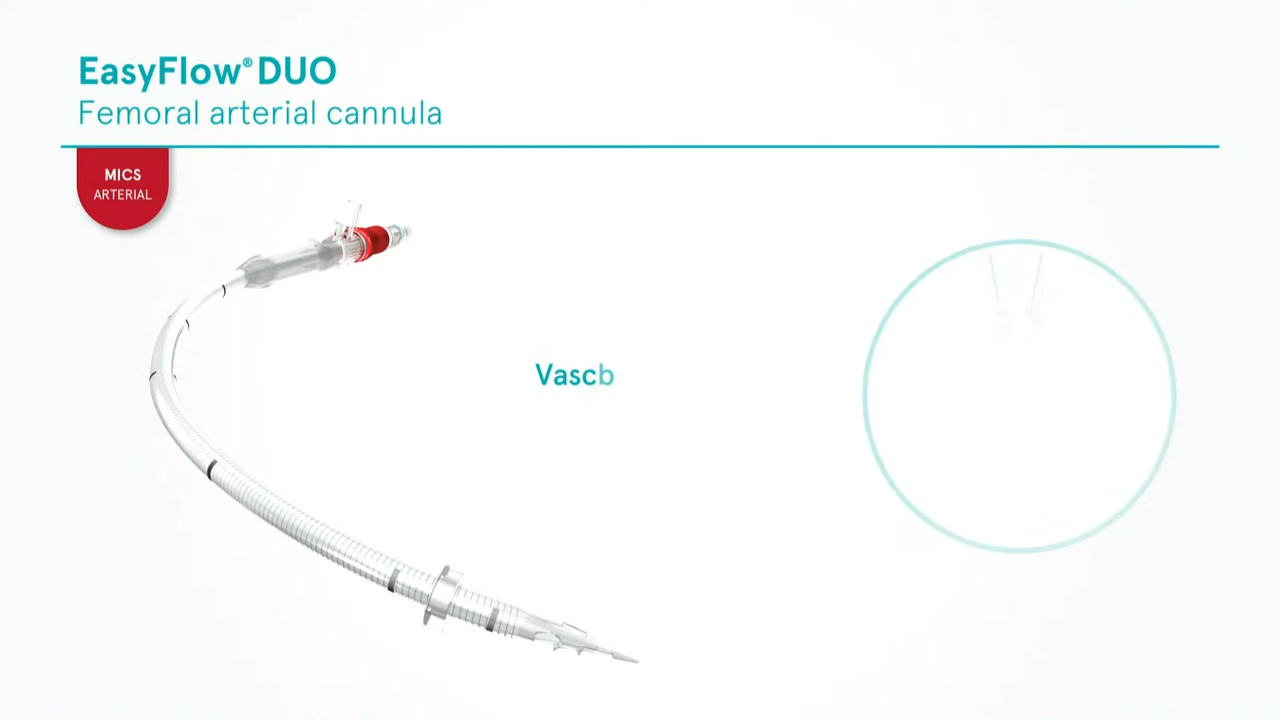 EasyFlow® DUO
Femoral arterial cannula
MICS
ARTERIAL
Vascb